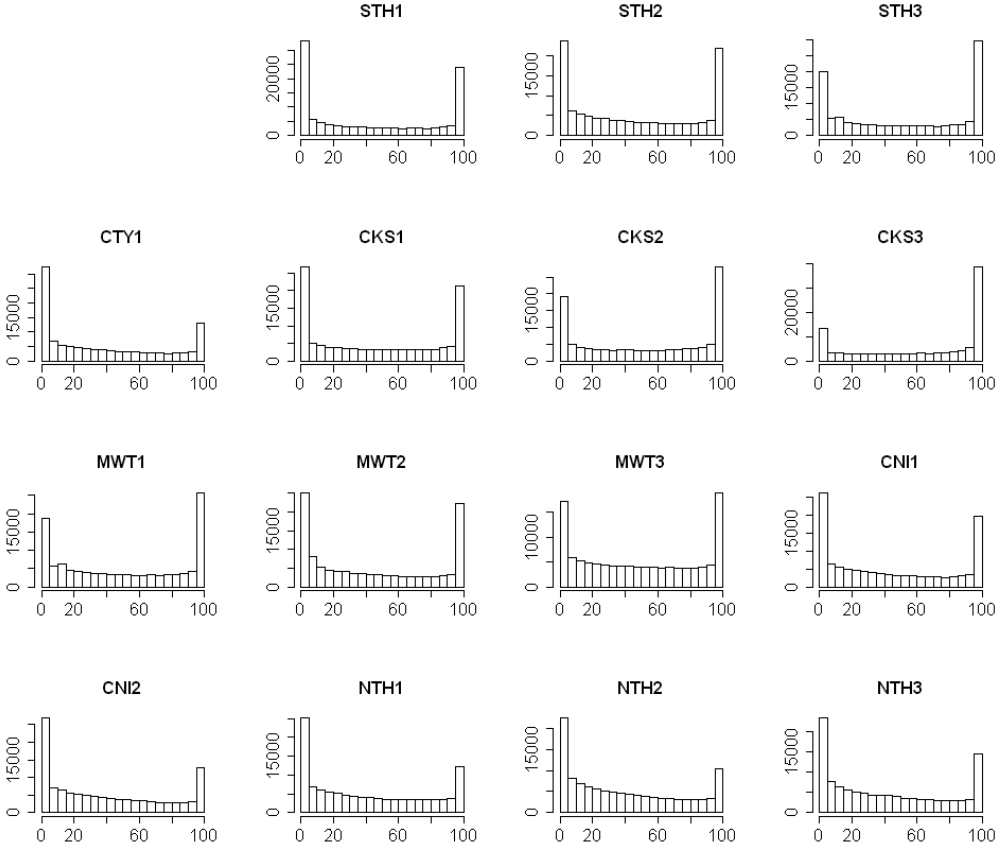 STH1 STH2 STH3
20000 15000 15000
0 0 0
0 20 60 100 0 20 60 100 0 20 60 100
CTY1 CKS1 CKS2 CKS3
15000 15000 15000 20000
0 0 0 0
0 20 60 100 0 20 60 100 0 20 60 100 0 20 60 100
MWT1 MWT2 MWT3 CNI1
15000 15000 10000 15000
0 0 0 0
0 20 60 100 0 20 60 100 0 20 60 100 0 20 60 100
CNI2 NTH1 NTH2 NTH3
15000 15000 15000 15000
0 0 0 0
0 20 60 100 0 20 60 100 0 20 60 100 0 20 60 100